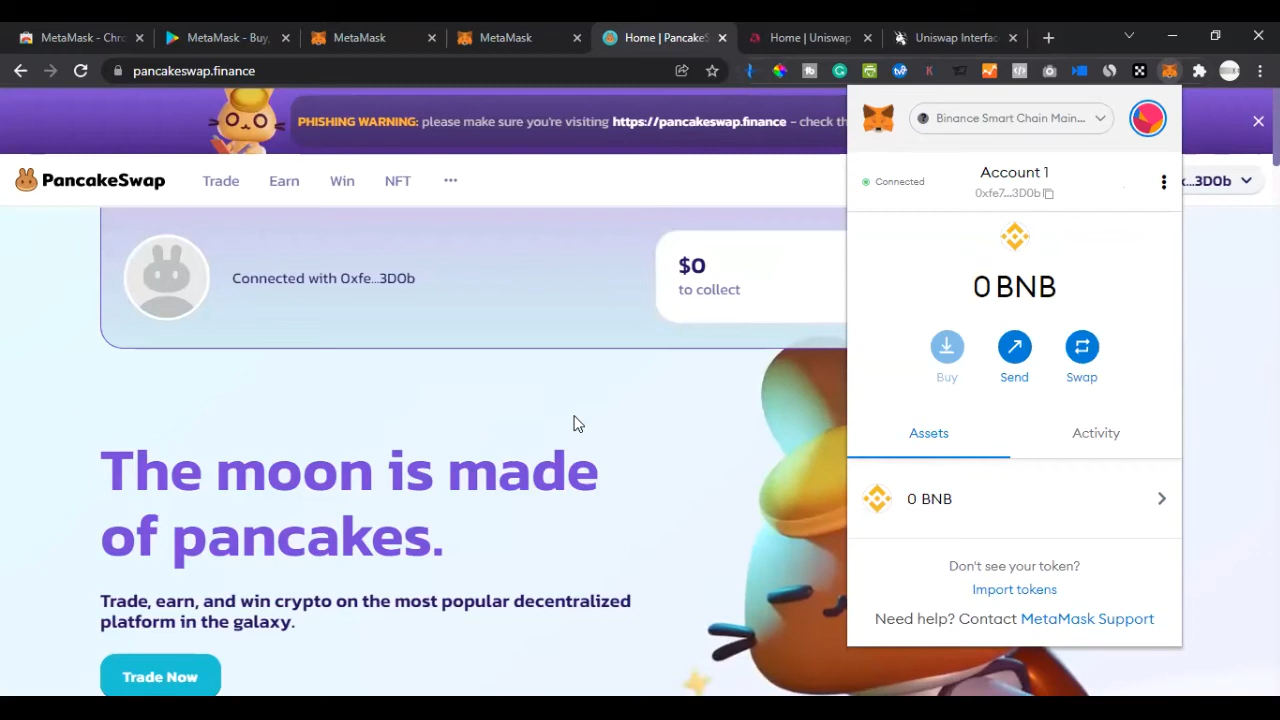 MetaMask - Chro
MetaMask - Buy,
MetaMask
MetaMask
Home | PancakeS
Home | Uniswap
Uniswap Interfac
pancakeswap.finance
PHISHING WARNING: please make sure you're visiting https://pancakeswap.finance - check th
Binance Smart Chain Main...
PancakeSwap
Trade
Earn
Win
NFT
Connected
Account 1
0xfe7...3D0b
x...3D0b
Connected with 0xfe...3D0b
$0
to collect
0 BNB
Buy
Send
Swap
Assets
Activity
0 BNB
The moon is made
of pancakes.
Don't see your token?
Import tokens
Need help? Contact MetaMask Support
Trade, earn, and win crypto on the most popular decentralized
platform in the galaxy.
Trade Now